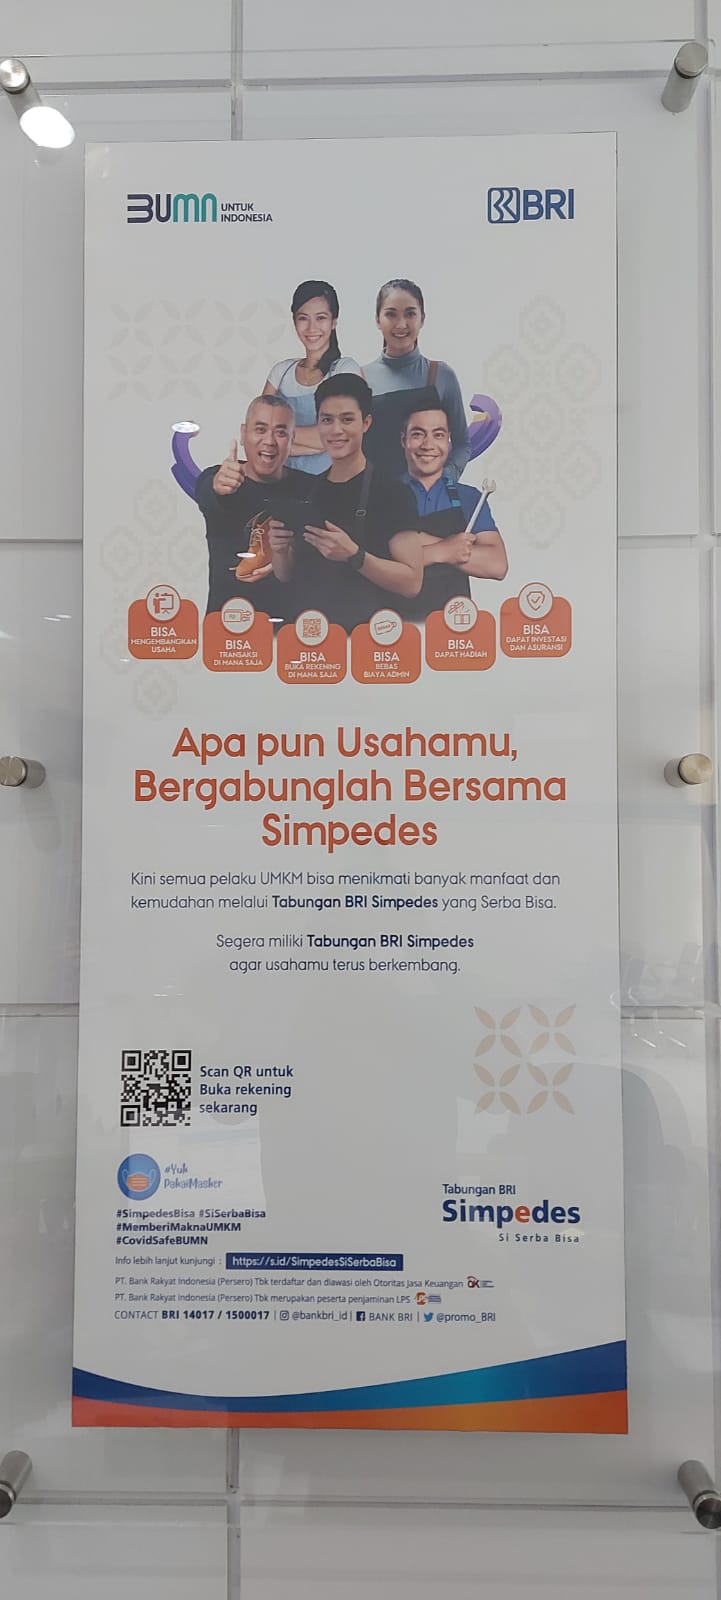 BUMN UNTUK
INDONESIA
BRI
BISA
MENGEMBANGKAN
USAHA
BISA
TRANSAKSI
DI MANA SAJA
BISA
BUKA REKENING
DI MANA SAJA
BISA
BEBAS
BIAYA ADMIN
BISA
DAPAT HADIAH
BISA
DAPAT INVESTASI
DAN ASURANSI
Apa pun Usahamu,
Bergabunglah Bersama
Simpedes
Kini semua pelaku UMKM bisa menikmati banyak manfaat dan
kemudahan melalui Tabungan BRI Simpedes yang Serba Bisa.
Segera miliki Tabungan BRI Simpedes
agar usahamu terus berkembang.
Scan QR untuk
Buka rekening
sekarang
#Yuk
PakaiMasker
#SimpedesBisa #SiSerbaBisa
#MemberiMaknaUMKM
#CovidSafeBUMN
Tabungan BRI
Simpedes
Si Serba Bisa
Info lebih lanjut kunjungi : https://s.id/SimpedesSiSerbaBisa
PT. Bank Rakyat Indonesia (Persero) Tbk terdaftar dan diawasi oleh Otoritas Jasa Keuangan OJK
PT. Bank Rakyat Indonesia (Persero) Tbk merupakan peserta penjaminan LPS LPS
CONTACT BRI 14017 / 1500017 | @bankbri_id | BANK BRI | @promo_BRI